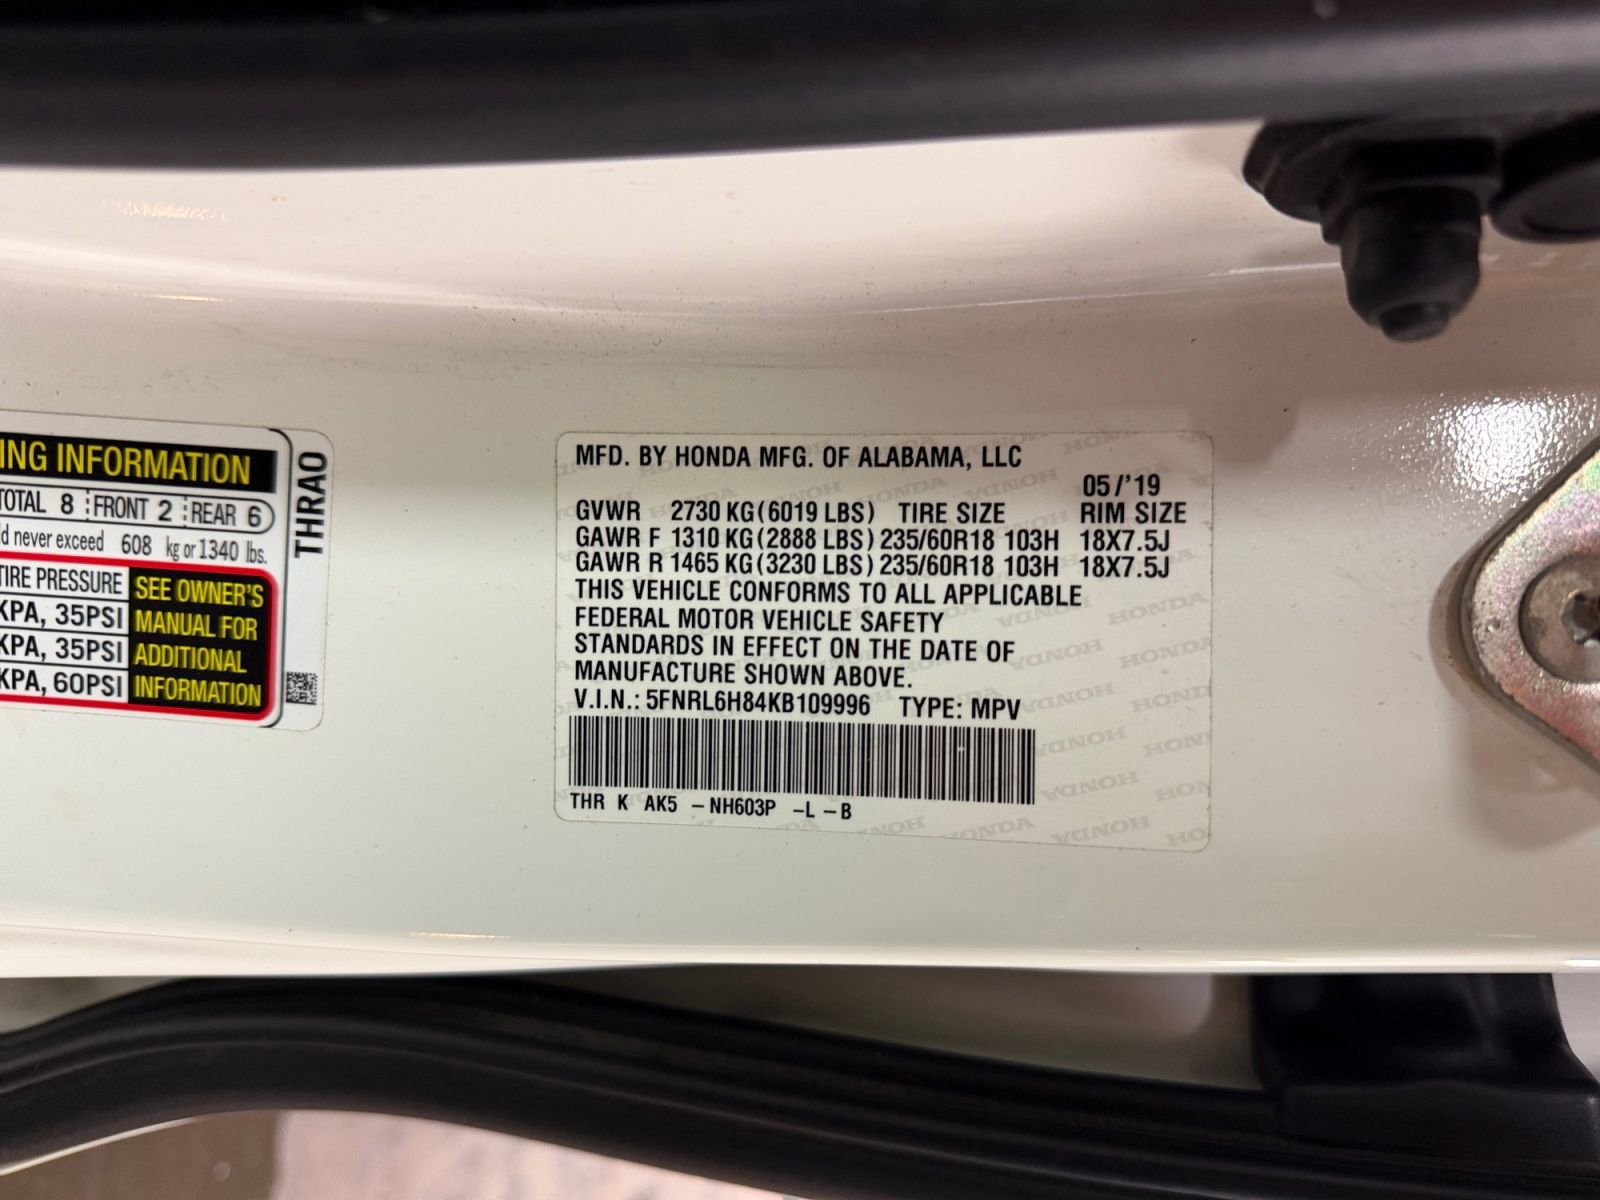 ING INFORMATION
TOTAL 8 FRONT 2 REAR 6
d never exceed 608 kg or 1340 lbs.
TIRE PRESSURE
KPA, 35PSI
KPA, 35PSI
KPA, 60PSI
SEE OWNER'S
MANUAL FOR
ADDITIONAL
INFORMATION
THRAO
MFD. BY HONDA MFG. OF ALABAMA, LLC
05/'19
GVWR 2730 KG(6019 LBS) TIRE SIZE RIM SIZE
GAWR F 1310 KG(2888 LBS) 235/60R18 103H 18X7.5J
GAWR R 1465 KG(3230 LBS) 235/60R18 103H 18X7.5J
THIS VEHICLE CONFORMS TO ALL APPLICABLE
FEDERAL MOTOR VEHICLE SAFETY
STANDARDS IN EFFECT ON THE DATE OF
MANUFACTURE SHOWN ABOVE.
V.I.N.: 5FNRL6H84KB109996 TYPE: MPV
THR K AK5 -NH603P -L -B